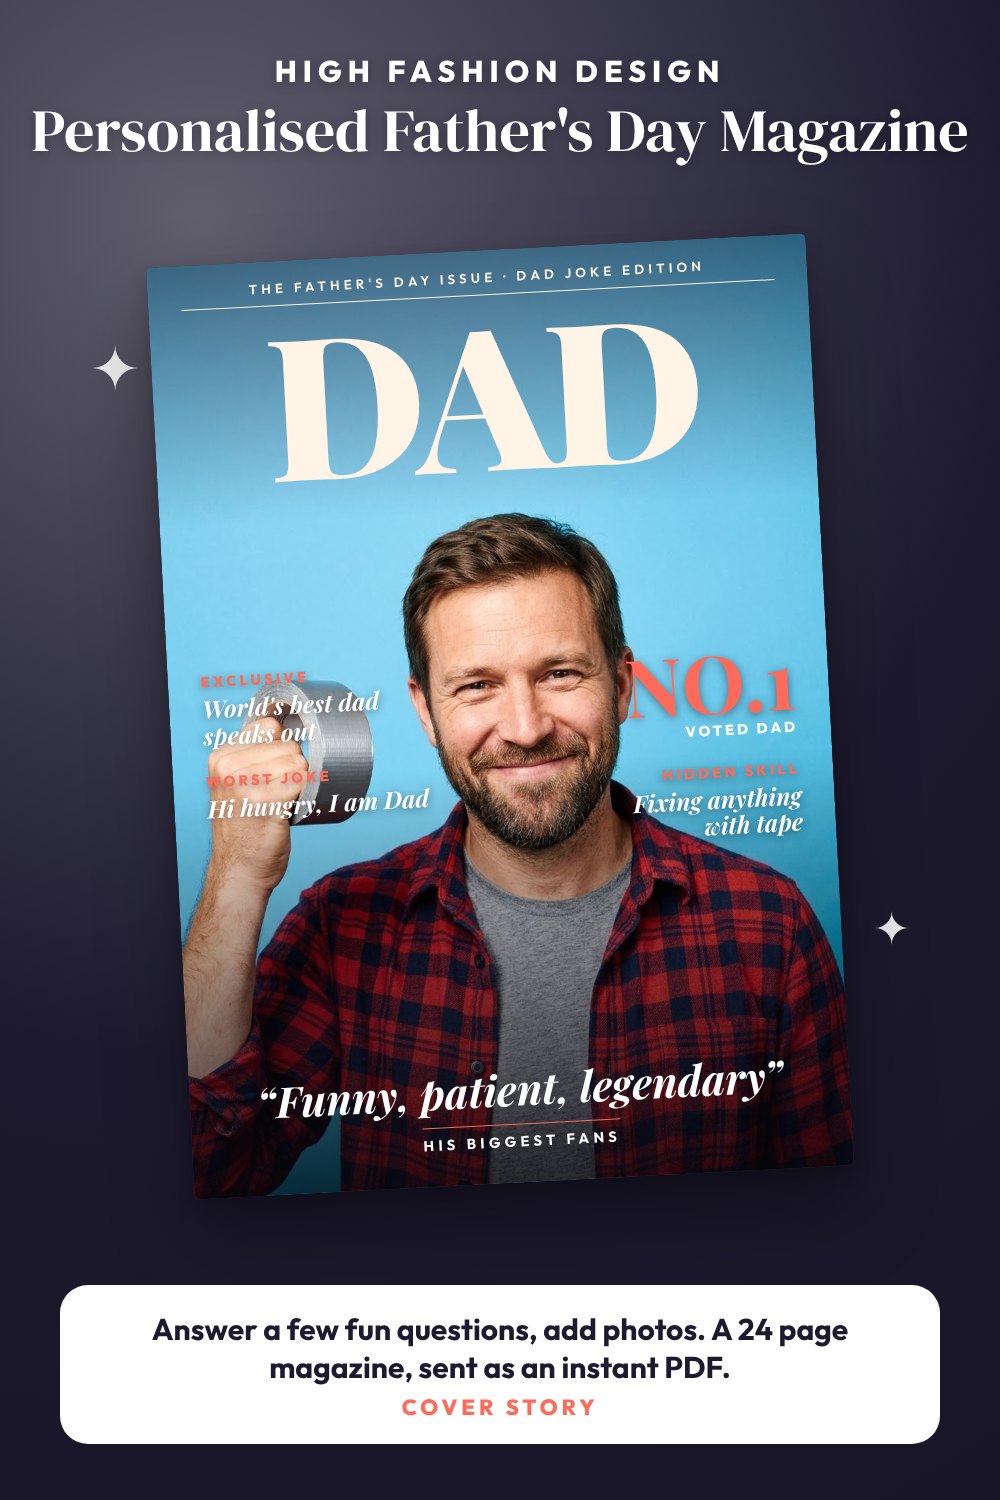 HIGH FASHION DESIGN
Personalised Father's Day Magazine
THE FATHER'S DAY ISSUE · DAD JOKE EDITION
DAD
EXCLUSIVE
World's best dad
speaks out
WORST JOKE
Hi hungry, I am Dad
NO.1
VOTED DAD
HIDDEN SKILL
Fixing anything
with tape
“Funny, patient, legendary”
HIS BIGGEST FANS
Answer a few fun questions, add photos. A 24 page
magazine, sent as an instant PDF.
COVER STORY